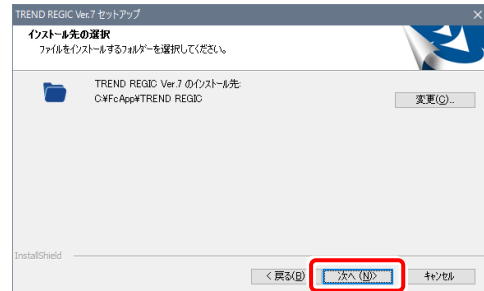 TREND REGIC Ver.7 セットアップ
インストール先の選択
ファイルをインストールするフォルダーを選択してください。
TREND REGIC Ver.7 のインストール先:
C:¥FcApp¥TREND REGIC
変更(C)...
InstallShield
< 戻る(B)
次へ(N)>
キャンセル